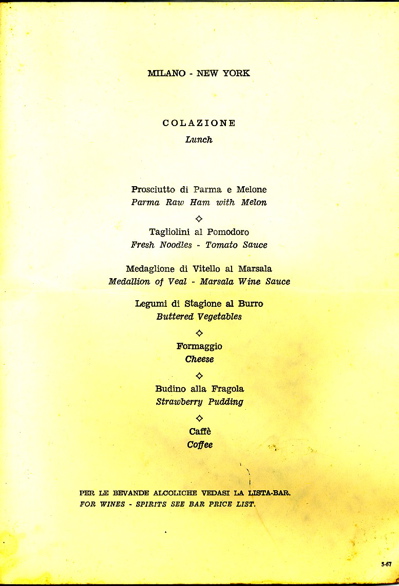 MILANO - NEW YORK
COLAZIONE
Lunch
Prosciutto di Parma e Melone
Parma Raw Ham with Melon
Tagliolini al Pomodoro
Fresh Noodles - Tomato Sauce
Medaglione di Vitello al Marsala
Medallion of Veal - Marsala Wine Sauce
Legumi di Stagione al Burro
Buttered Vegetables
Formaggio
Cheese
Budino alla Fragola
Strawberry Pudding
Caffè
Coffee
PER LE BEVANDE ALCOLICHE VEDASI LA LISTA-BAR.
FOR WINES - SPIRITS SEE BAR PRICE LIST.
5-67